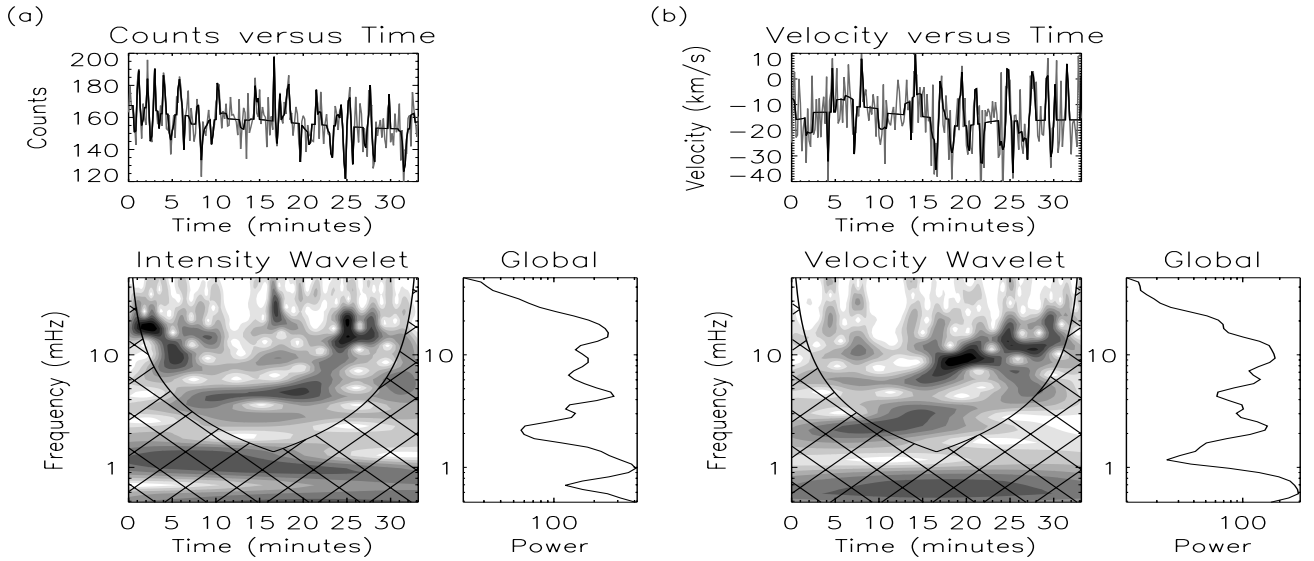 (a)
Counts versus Time
200
180
160
140
120
Counts
0 5 10 15 20 25 30
Time (minutes)
Intensity Wavelet
10
1
Frequency (mHz)
0 5 10 15 20 25 30
Time (minutes)
Global
10
1
100
Power
(b)
Velocity versus Time
10
0
−10
−20
−30
−40
Velocity (km/s)
0 5 10 15 20 25 30
Time (minutes)
Velocity Wavelet
10
1
Frequency (mHz)
0 5 10 15 20 25 30
Time (minutes)
Global
10
1
100
Power